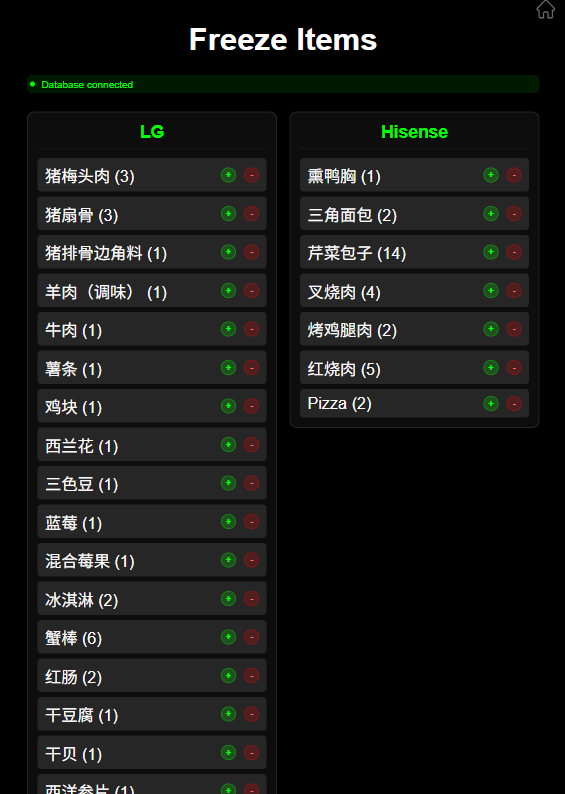 Freeze Items
Database connected
LG
猪梅头肉 (3)
+ -
猪扇骨 (3)
+ -
猪排骨边角料 (1)
+ -
羊肉（调味） (1)
+ -
牛肉 (1)
+ -
薯条 (1)
+ -
鸡块 (1)
+ -
西兰花 (1)
+ -
三色豆 (1)
+ -
蓝莓 (1)
+ -
混合莓果 (1)
+ -
冰淇淋 (2)
+ -
蟹棒 (6)
+ -
红肠 (2)
+ -
干豆腐 (1)
+ -
干贝 (1)
+ -
西洋参片 (1)
+ -
Hisense
熏鸭胸 (1)
+ -
三角面包 (2)
+ -
芹菜包子 (14)
+ -
叉烧肉 (4)
+ -
烤鸡腿肉 (2)
+ -
红烧肉 (5)
+ -
Pizza (2)
+ -